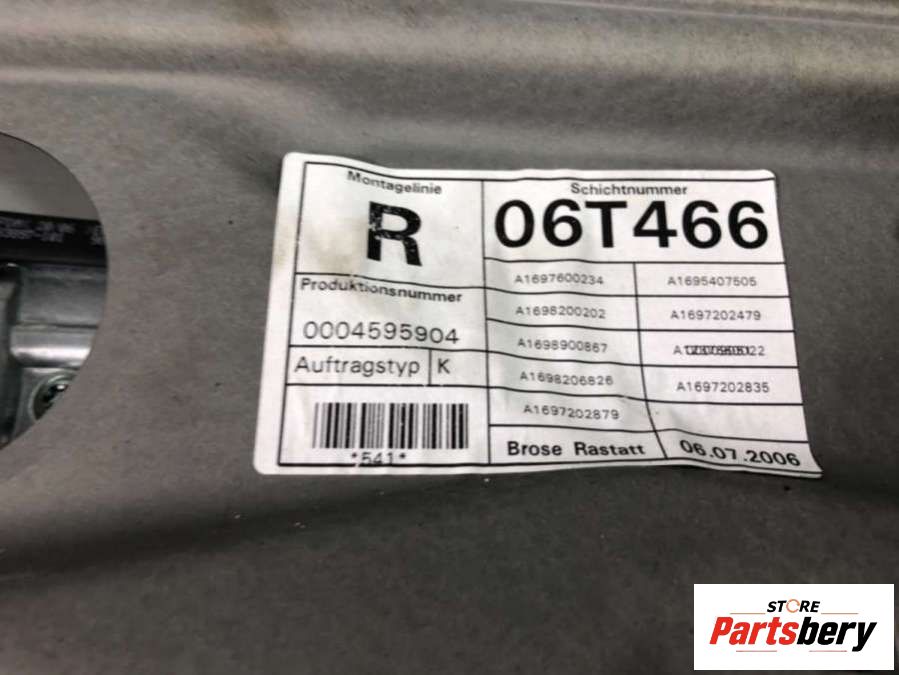 Montagelinie
R
Schichtnummer
06T466
Produktionsnummer
0004595904
Auftragstyp K
*541*
A1697600234 A1695407505
A1698200202 A1697202479
A1698900867
A1698206826 A1697202835
A1697202879
Brose Rastatt 06.07.2006
STORE
Partsbery